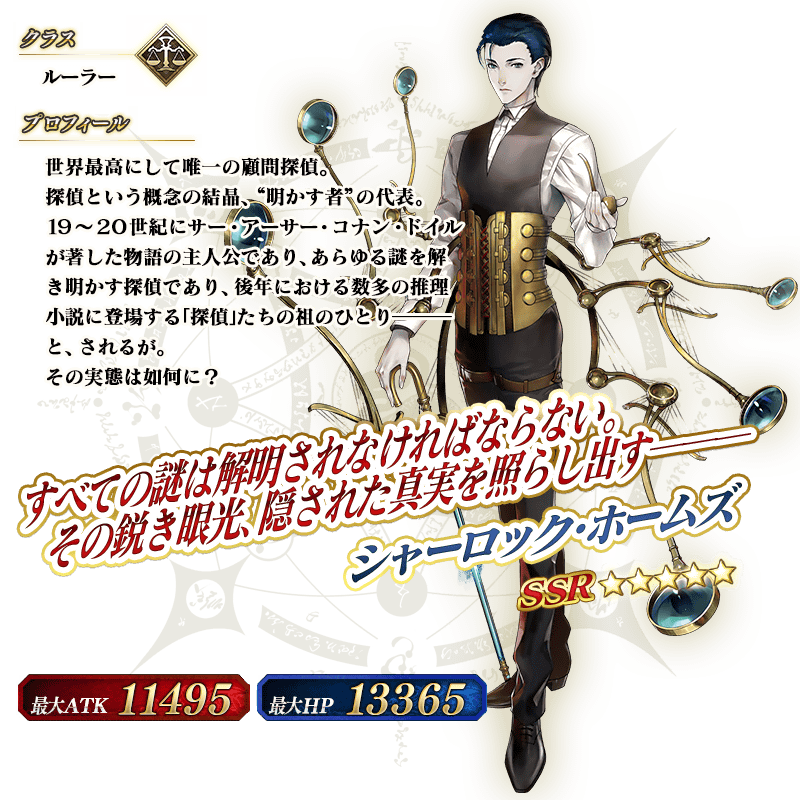 クラス
ルーラー
プロフィール
世界最高にして唯一の顧問探偵。
探偵という概念の結晶、“明かす者”の代表。
19～20世紀にサー・アーサー・コナン・ドイル
が著した物語の主人公であり、あらゆる謎を解
き明かす探偵であり、後年における数多の推理
小説に登場する「探偵」たちの祖のひとり――
と、されるが。
その実態は如何に？
すべての謎は解明されなければならない。
その鋭き眼光、隠された真実を照らし出す――
シャーロック・ホームズ
SSR☆☆☆☆☆
最大ATK 11495
最大HP 13365